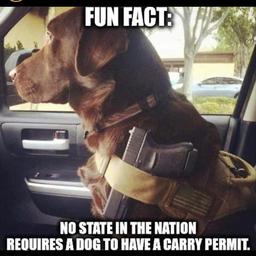 FUN FACT:
NO STATE IN THE NATION
REQUIRES A DOG TO HAVE A CARRY PERMIT.